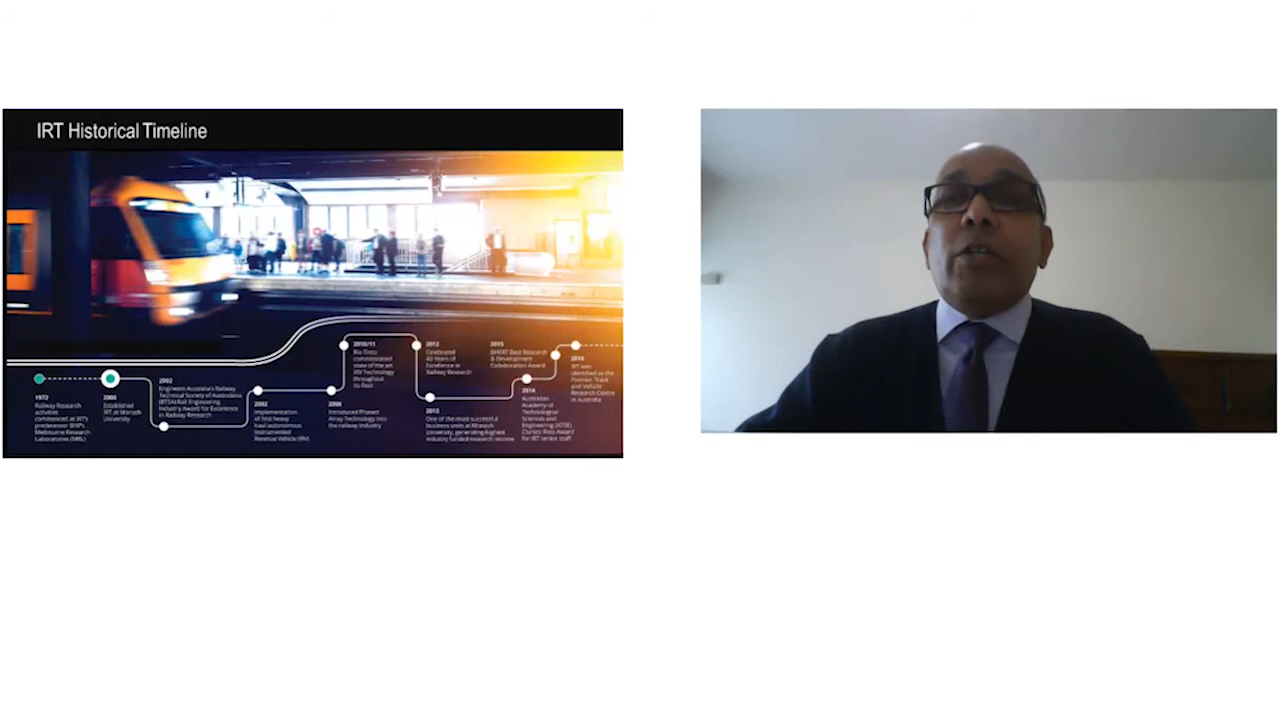 IRT Historical Timeline
1972
Railway Research
activities
commenced at IRT's
predecessor BHP's
Melbourne Research
Laboratories (MRL)
2000
Established
IRT at Monash
University
2002
Engineers Australia's Railway
Technical Society of Australasia
(RTSA) Rail Engineering
Industry Award for Excellence
in Railway Research
Implementation
of first heavy
haul autonomous
Instrumented
Revenue Vehicle (IRV)
2006
Introduced Phased
Array Technology into
the railway industry
2010/11
Rio Tinto
commissioned
state of the art
IRV Technology
throughout
its fleet
2012
Celebrated
40 Years of
Excellence in
Railway Research
2013
One of the most successful
business units at Monash
University, generating highest
industry funded research income
2014
Australian
Academy of
Technological
Sciences and
Engineering (ATSE)
Clunies Ross Award
for IRT senior staff
2015
BHERT Best Research
& Development
Collaboration Award
2016
IRT was
identified as the
Premier Track
and Vehicle
Research Centre
in Australia